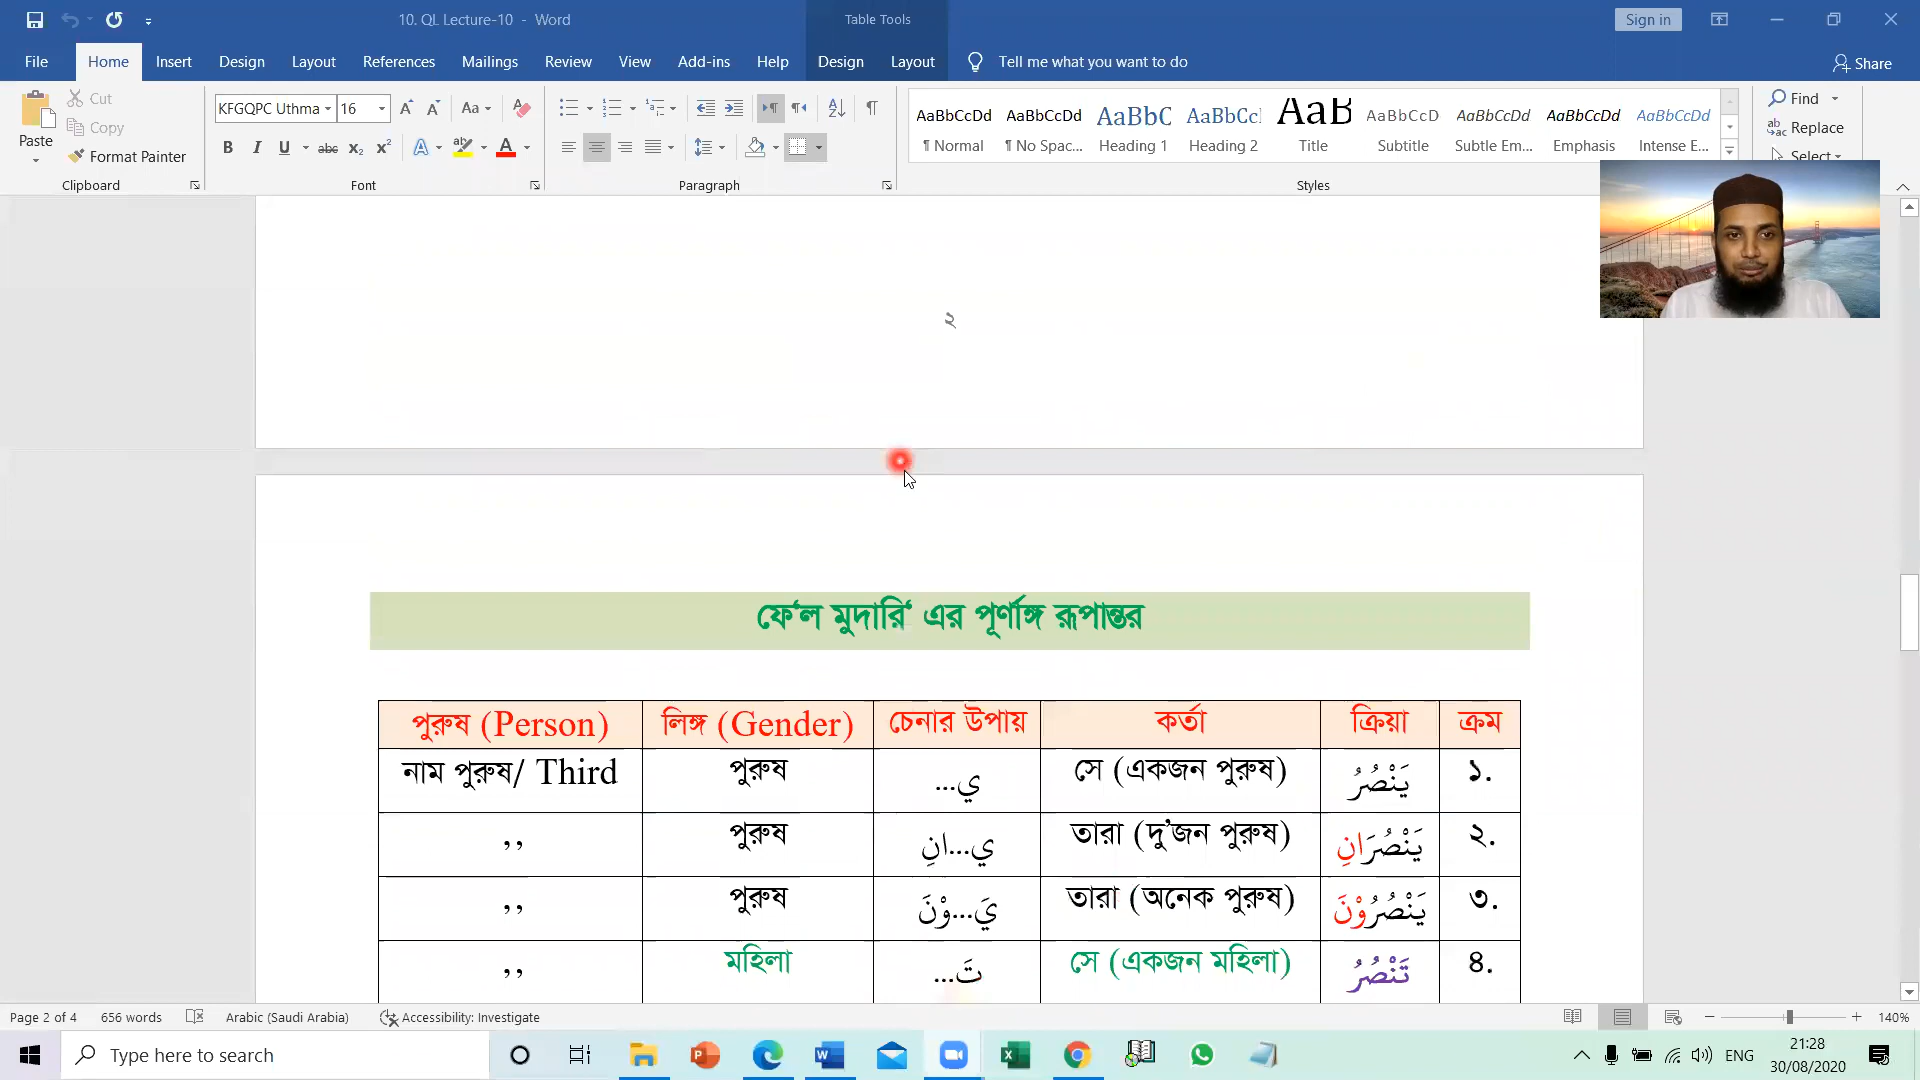 10. QL Lecture-10 - Word
Table Tools
Sign in
File Home Insert Design Layout References Mailings Review View Add-ins Help Design Layout Tell me what you want to do Share
Paste
Cut
Copy
Format Painter
Clipboard
KFGQPC Uthma 16
Font
Paragraph
AaBbCcDd AaBbCcDd AaBbC AaBbCcl AaB AaBbCcD AaBbCcDd AaBbCcDd AaBbCcDd
¶ Normal ¶ No Spac... Heading 1 Heading 2 Title Subtitle Subtle Em... Emphasis Intense E...
Styles
Find
Replace
Select
২
ফে‘ল মুদারি‘ এর পূর্ণাঙ্গ রূপান্তর
পুরুষ (Person) লিঙ্গ (Gender) চেনার উপায় কর্তা ক্রিয়া ক্রম
নাম পুরুষ/ Third পুরুষ ي... সে (একজন পুরুষ) يَنْصُرُ ১.
,, পুরুষ ي...انِ তারা (দু’জন পুরুষ) يَنْصُرَانِ ২.
,, পুরুষ يَ...وْنَ তারা (অনেক পুরুষ) يَنْصُرُوْنَ ৩.
,, মহিলা تَ... সে (একজন মহিলা) تَنْصُرُ ৪.
Page 2 of 4 656 words Arabic (Saudi Arabia) Accessibility: Investigate 140%
Type here to search
ENG
21:28
30/08/2020